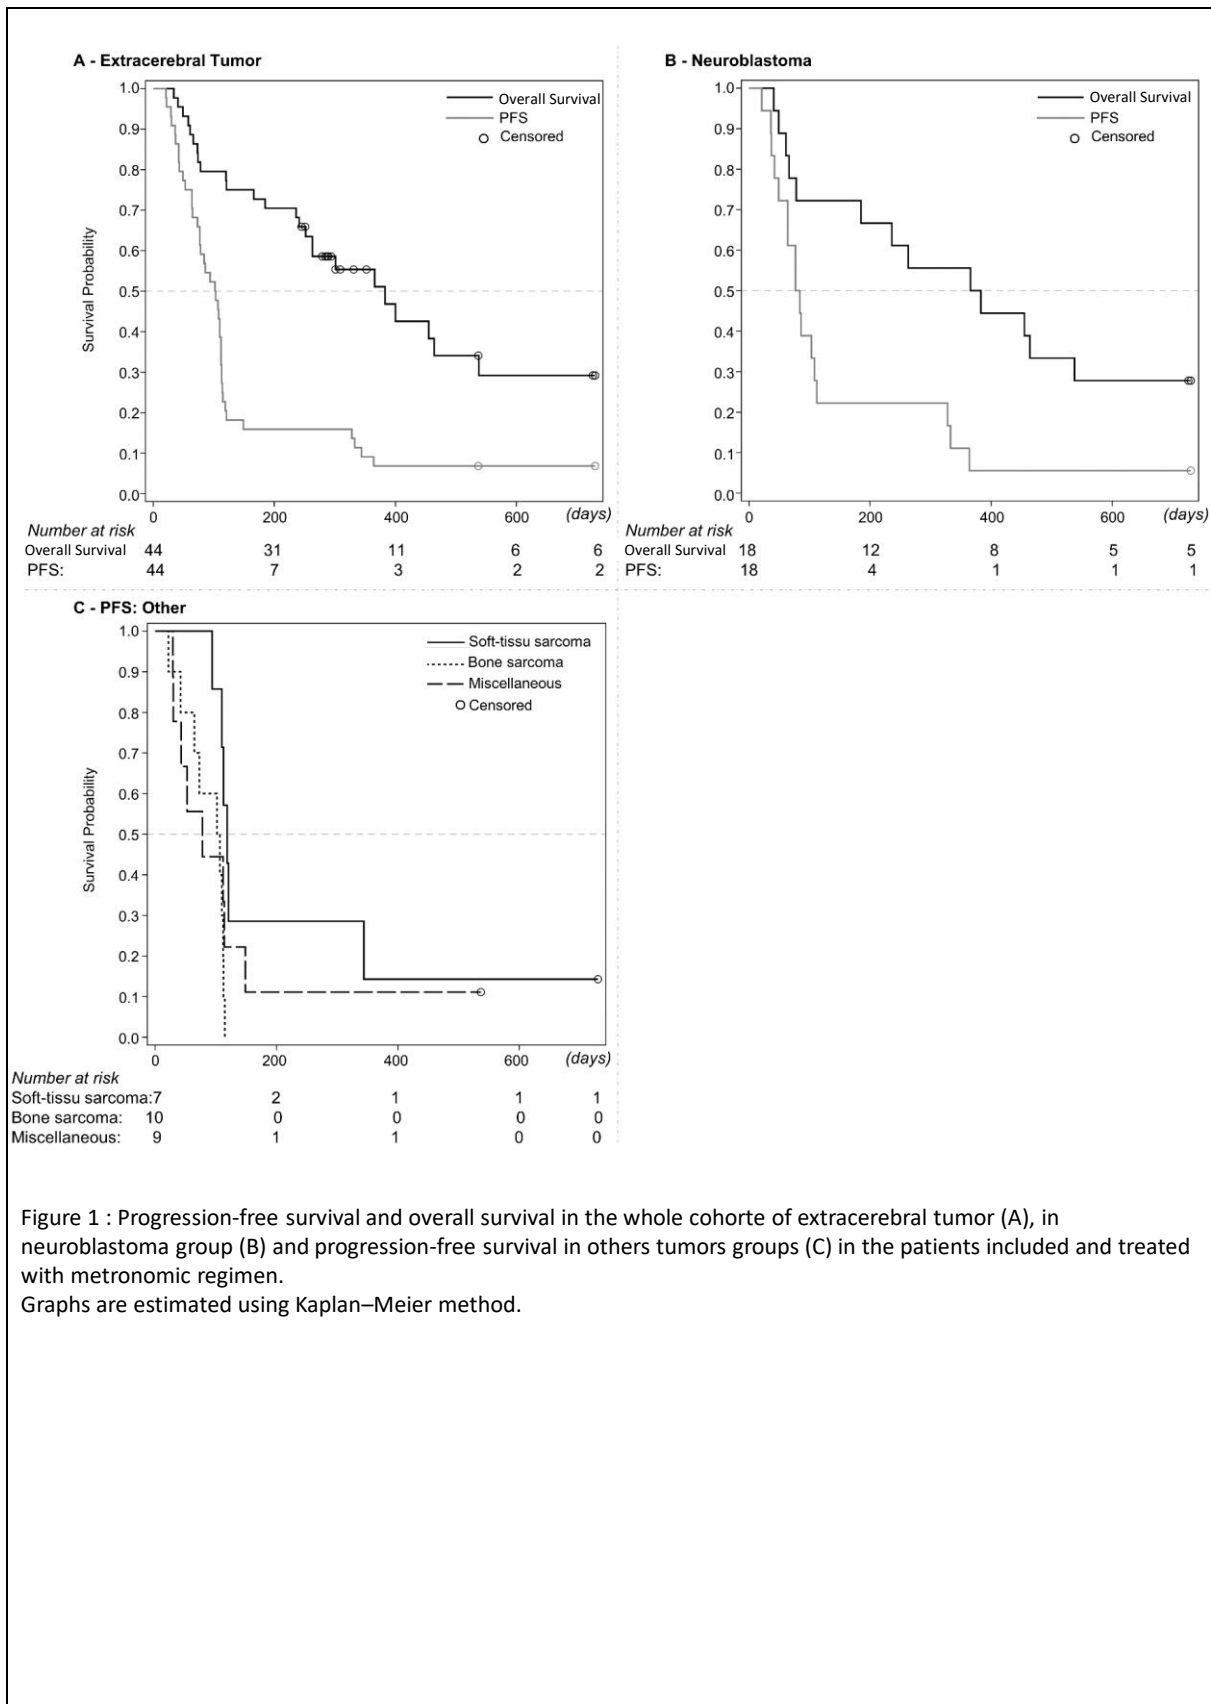 A - Extracerebral Tumor
1.0
0.9
0.8
0.7
0.6
0.5
0.4
0.3
0.2
0.1
0.0
Survival Probability
Overall Survival
PFS
Censored
0 200 400 600 (days)
Number at risk
Overall Survival 44 31 11 6 6
PFS: 44 7 3 2 2
B - Neuroblastoma
1.0
0.9
0.8
0.7
0.6
0.5
0.4
0.3
0.2
0.1
0.0
Overall Survival
PFS
Censored
0 200 400 600 (days)
Number at risk
Overall Survival 18 12 8 5 5
PFS: 18 4 1 1 1
C - PFS: Other
1.0
0.9
0.8
0.7
0.6
0.5
0.4
0.3
0.2
0.1
0.0
Survival Probability
Soft-tissu sarcoma
Bone sarcoma
Miscellaneous
Censored
0 200 400 600 (days)
Number at risk
Soft-tissu sarcoma:7 2 1 1 1
Bone sarcoma: 10 0 0 0 0
Miscellaneous: 9 1 1 0 0
Figure 1 : Progression-free survival and overall survival in the whole cohorte of extracerebral tumor (A), in
neuroblastoma group (B) and progression-free survival in others tumors groups (C) in the patients included and treated
with metronomic regimen.
Graphs are estimated using Kaplan–Meier method.